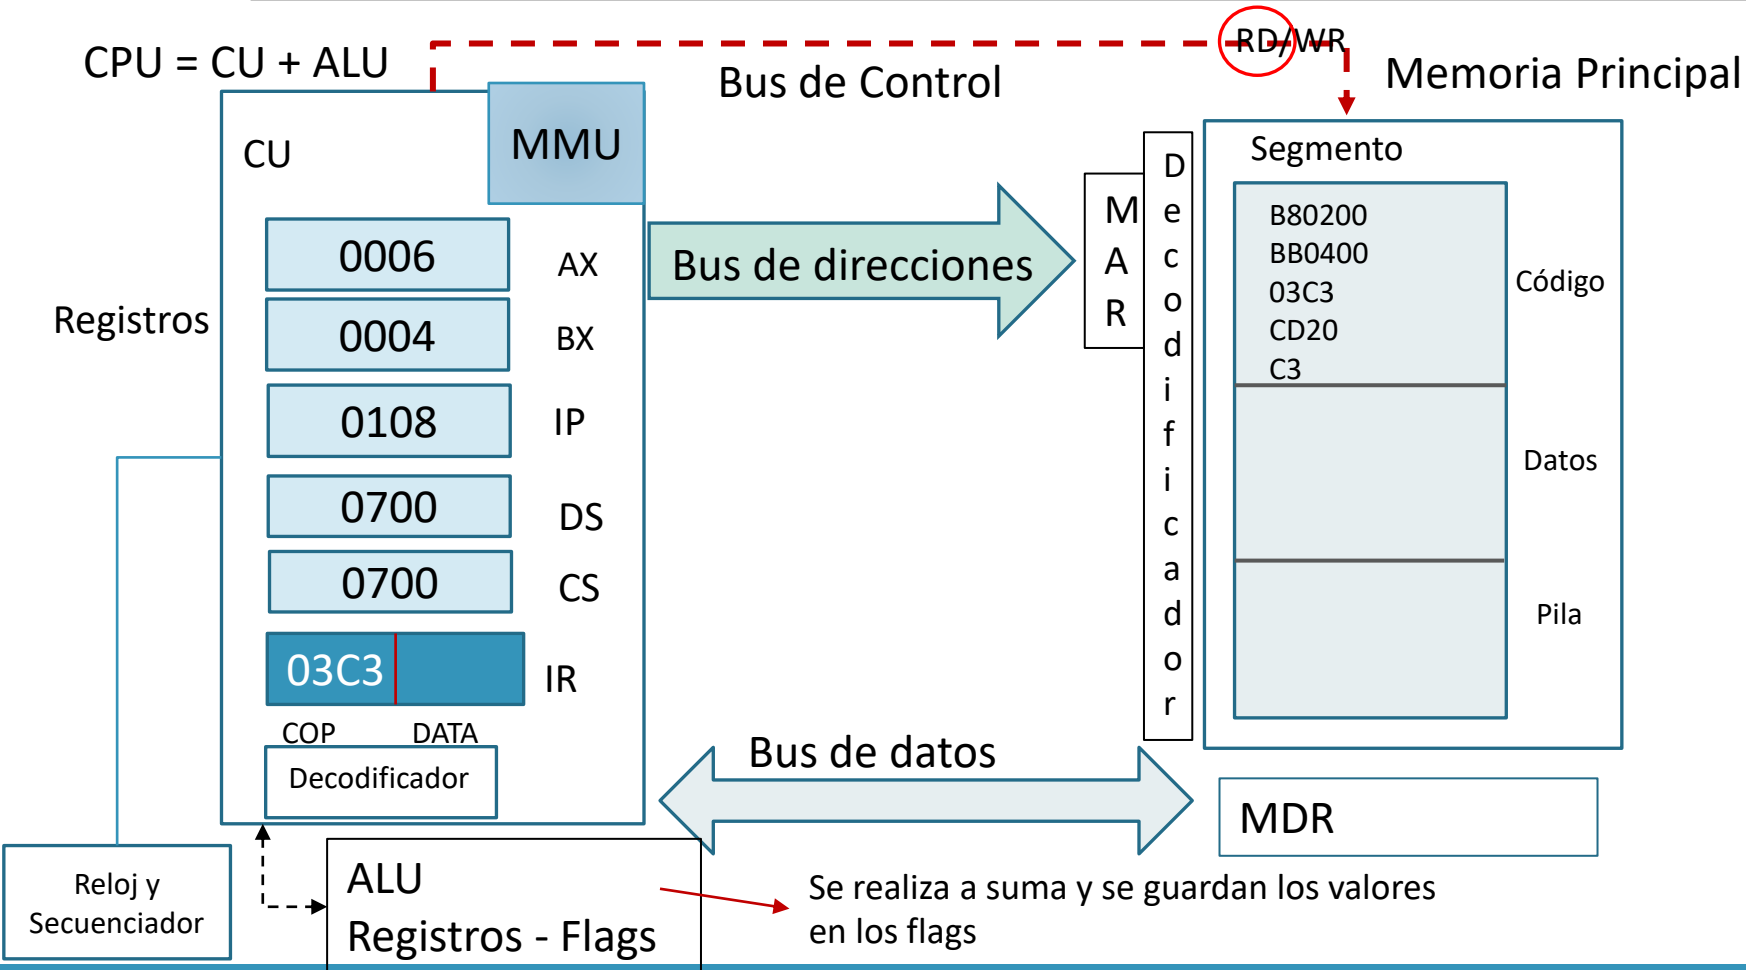 CPU = CU + ALU
RD/WR
Bus de Control
Memoria Principal
CU
MMU
Segmento
Registros
0006
AX
0004
BX
0108
IP
0700
DS
0700
CS
03C3
IR
COP
DATA
Decodificador
Bus de direcciones
MAR
Decodificador
B80200
BB0400
03C3
CD20
C3
Código
Datos
Pila
Bus de datos
MDR
Reloj y
Secuenciador
ALU
Registros - Flags
Se realiza a suma y se guardan los valores
en los flags